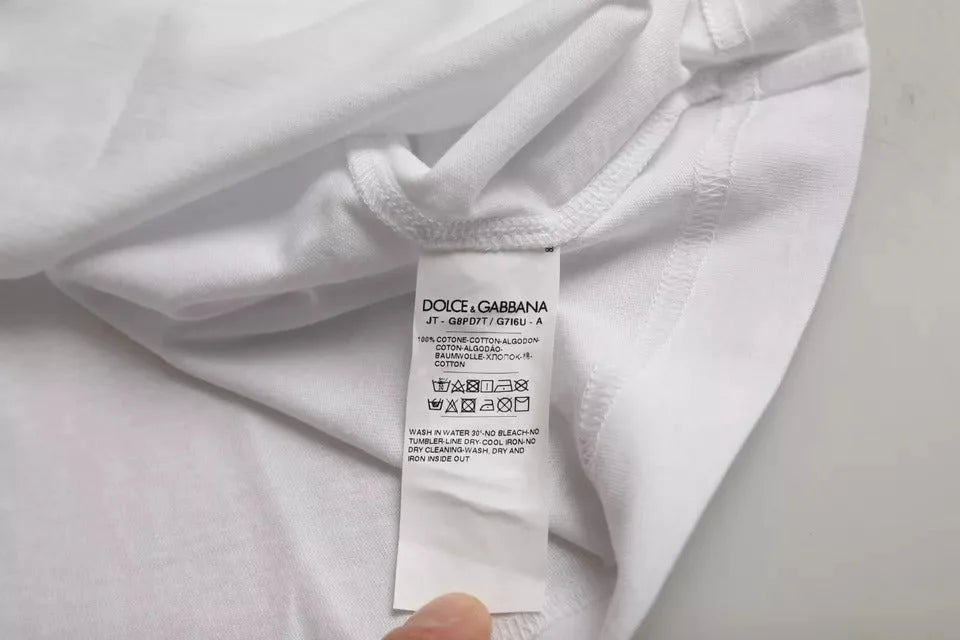 8
DOLCE & GABBANA
JT - G8PD7T / G7I6U - A
100% COTONE-COTTON-ALGODON-
COTON-ALGODÃO-
BAUMWOLLE-ХЛОПОК-棉-
COTTON
WASH IN WATER 30°-NO BLEACH-NO
TUMBLER-LINE DRY-COOL IRON-NO
DRY CLEANING-WASH, DRY AND
IRON INSIDE OUT